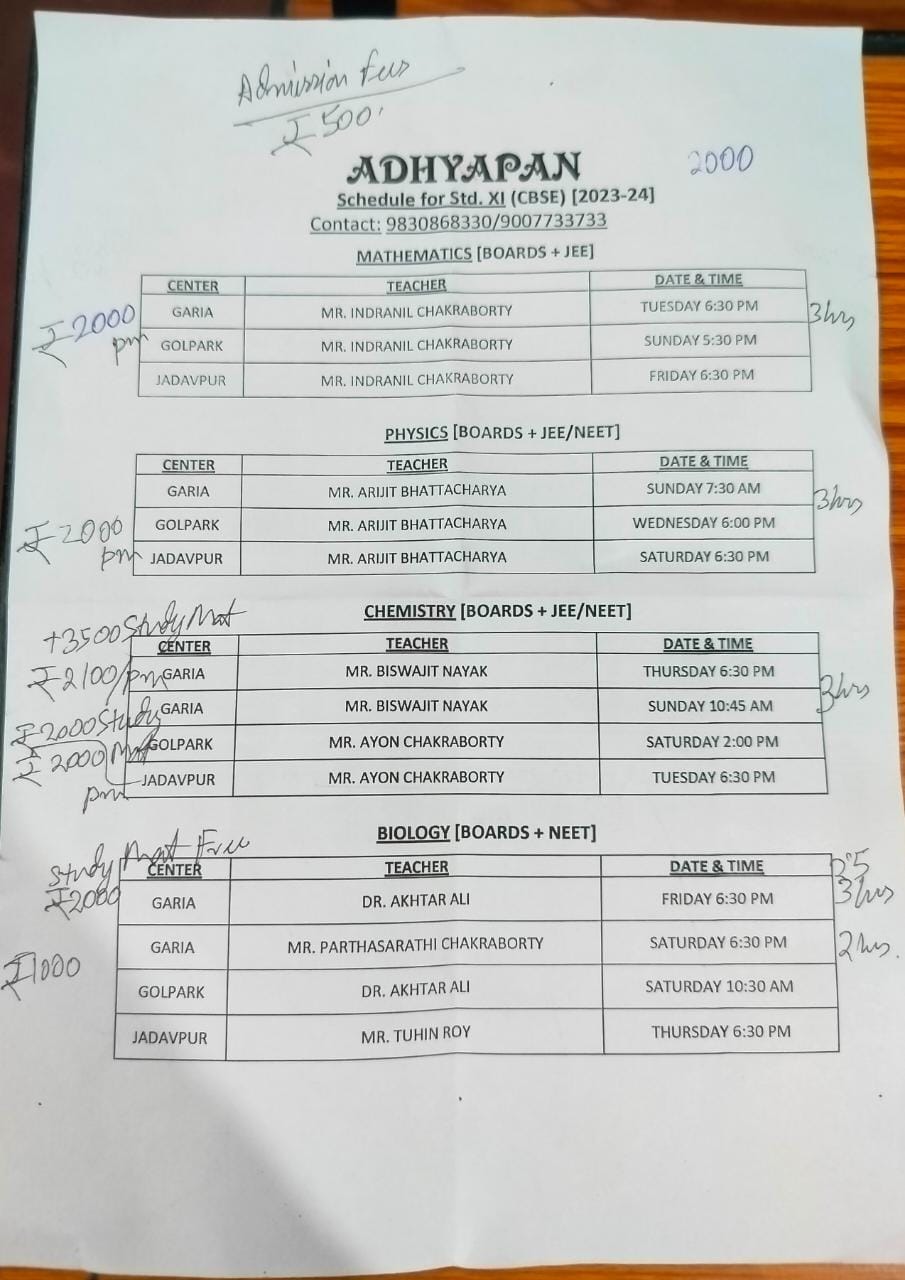 Admission Fees
₹ 500/
ADHYAPAN
2000
Schedule for Std. XI (CBSE) [2023-24]
Contact: 9830868330/9007733733
MATHEMATICS [BOARDS + JEE]
CENTER TEACHER DATE & TIME
₹ 2000 pm
GARIA MR. INDRANIL CHAKRABORTY TUESDAY 6:30 PM 3hrs
GOLPARK MR. INDRANIL CHAKRABORTY SUNDAY 5:30 PM
JADAVPUR MR. INDRANIL CHAKRABORTY FRIDAY 6:30 PM
PHYSICS [BOARDS + JEE/NEET]
CENTER TEACHER DATE & TIME
GARIA MR. ARIJIT BHATTACHARYA SUNDAY 7:30 AM 3hrs
₹ 2000 pm
GOLPARK MR. ARIJIT BHATTACHARYA WEDNESDAY 6:00 PM
JADAVPUR MR. ARIJIT BHATTACHARYA SATURDAY 6:30 PM
CHEMISTRY [BOARDS + JEE/NEET]
+3500 Study Mat
CENTER TEACHER DATE & TIME
₹ 2100/pm GARIA MR. BISWAJIT NAYAK THURSDAY 6:30 PM
GARIA MR. BISWAJIT NAYAK SUNDAY 10:45 AM 3hrs
₹ 2000 Study Mat
GOLPARK MR. AYON CHAKRABORTY SATURDAY 2:00 PM
₹ 2000 pm
JADAVPUR MR. AYON CHAKRABORTY TUESDAY 6:30 PM
BIOLOGY [BOARDS + NEET]
Study Mat Free
CENTER TEACHER DATE & TIME
₹2000 GARIA DR. AKHTAR ALI FRIDAY 6:30 PM 3hrs
GARIA MR. PARTHASARATHI CHAKRABORTY SATURDAY 6:30 PM 2hrs.
₹1000
GOLPARK DR. AKHTAR ALI SATURDAY 10:30 AM
JADAVPUR MR. TUHIN ROY THURSDAY 6:30 PM